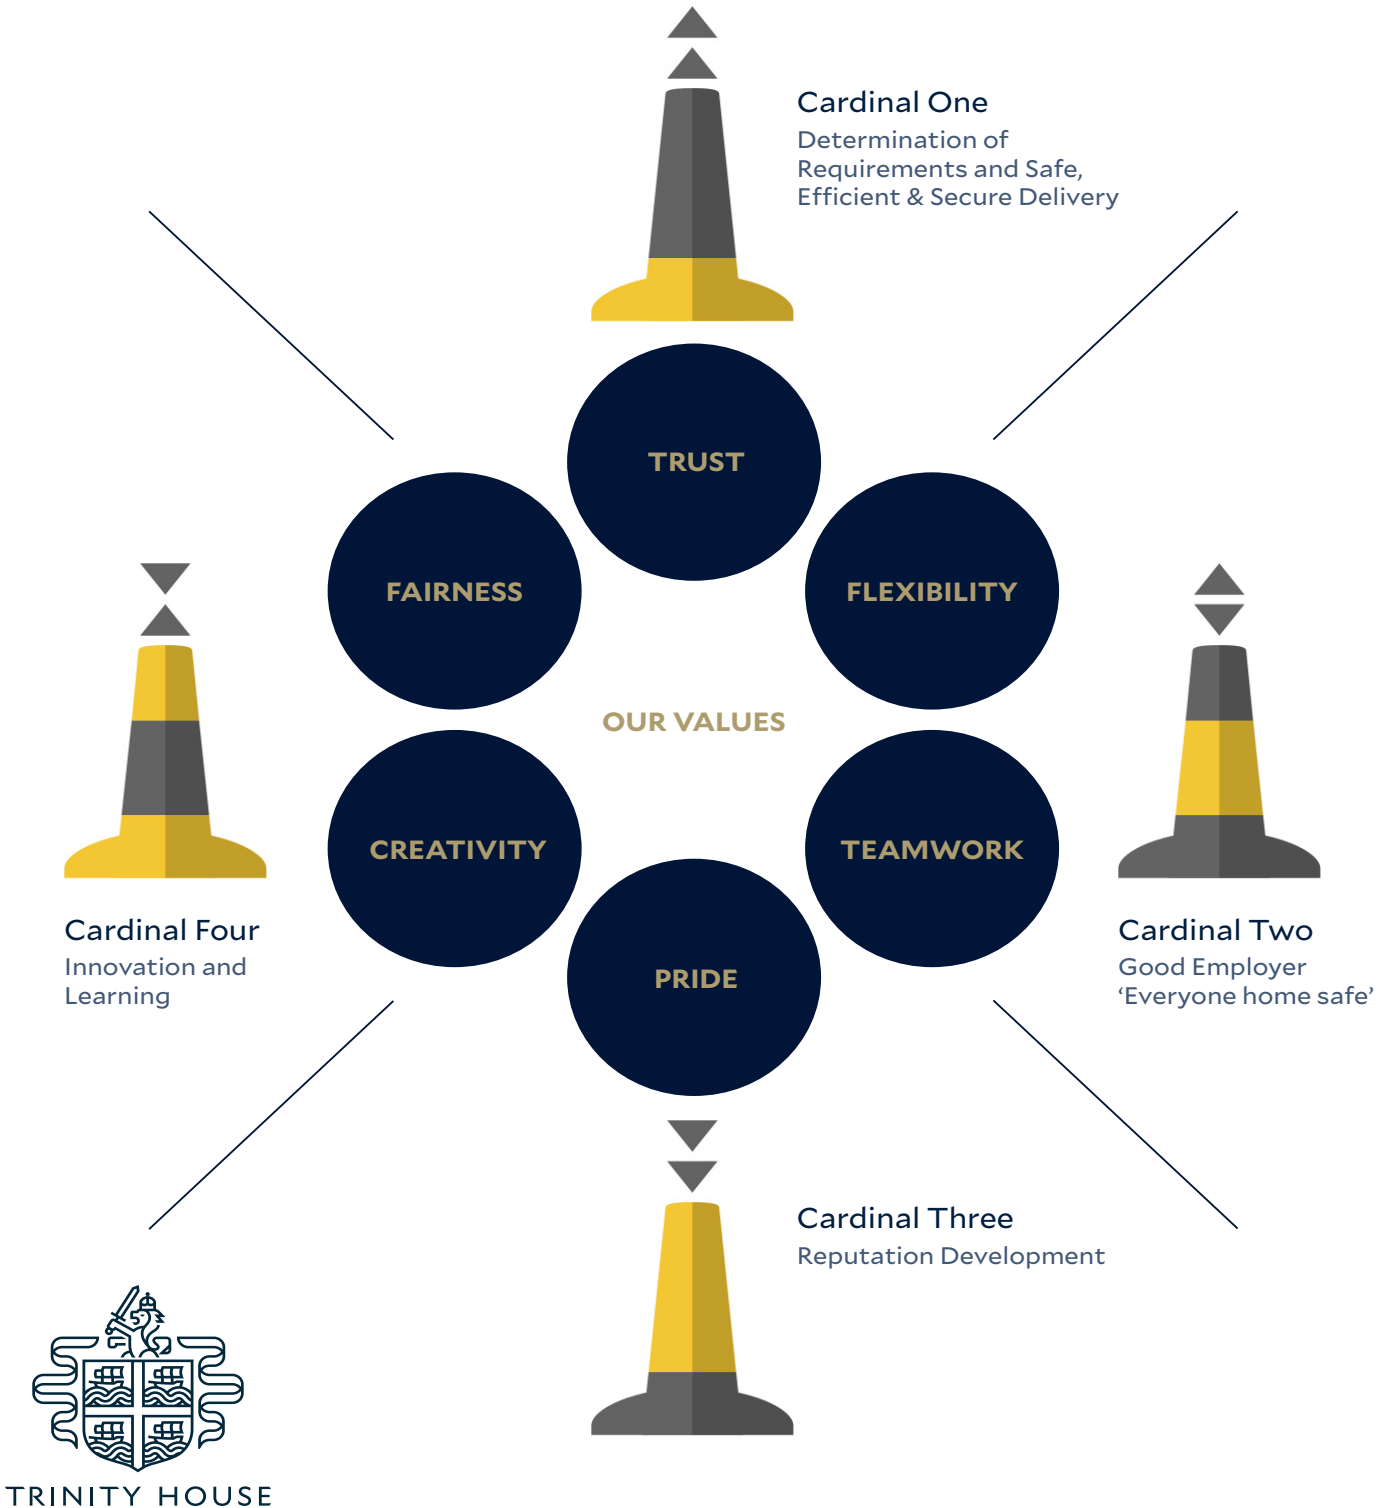 Cardinal One
Determination of
Requirements and Safe,
Efficient & Secure Delivery
TRUST
FAIRNESS
FLEXIBILITY
OUR VALUES
CREATIVITY
TEAMWORK
PRIDE
Cardinal Four
Innovation and
Learning
Cardinal Two
Good Employer
‘Everyone home safe’
Cardinal Three
Reputation Development
TRINITY HOUSE